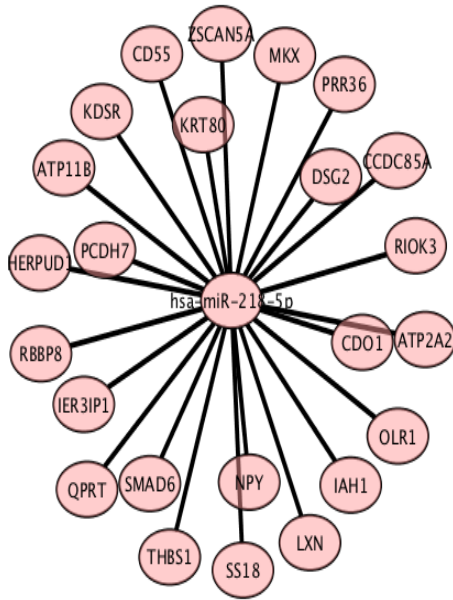 ZSCAN5A
CD55
MKX
PRR36
KDSR
KRT80
ATP11B
DSG2
CCDC85A
HERPUD1
PCDH7
RIOK3
hsa-miR-218-5p
RBBP8
CDO1
ATP2A2
IER3IP1
OLR1
QPRT
SMAD6
NPY
IAH1
THBS1
SS18
LXN